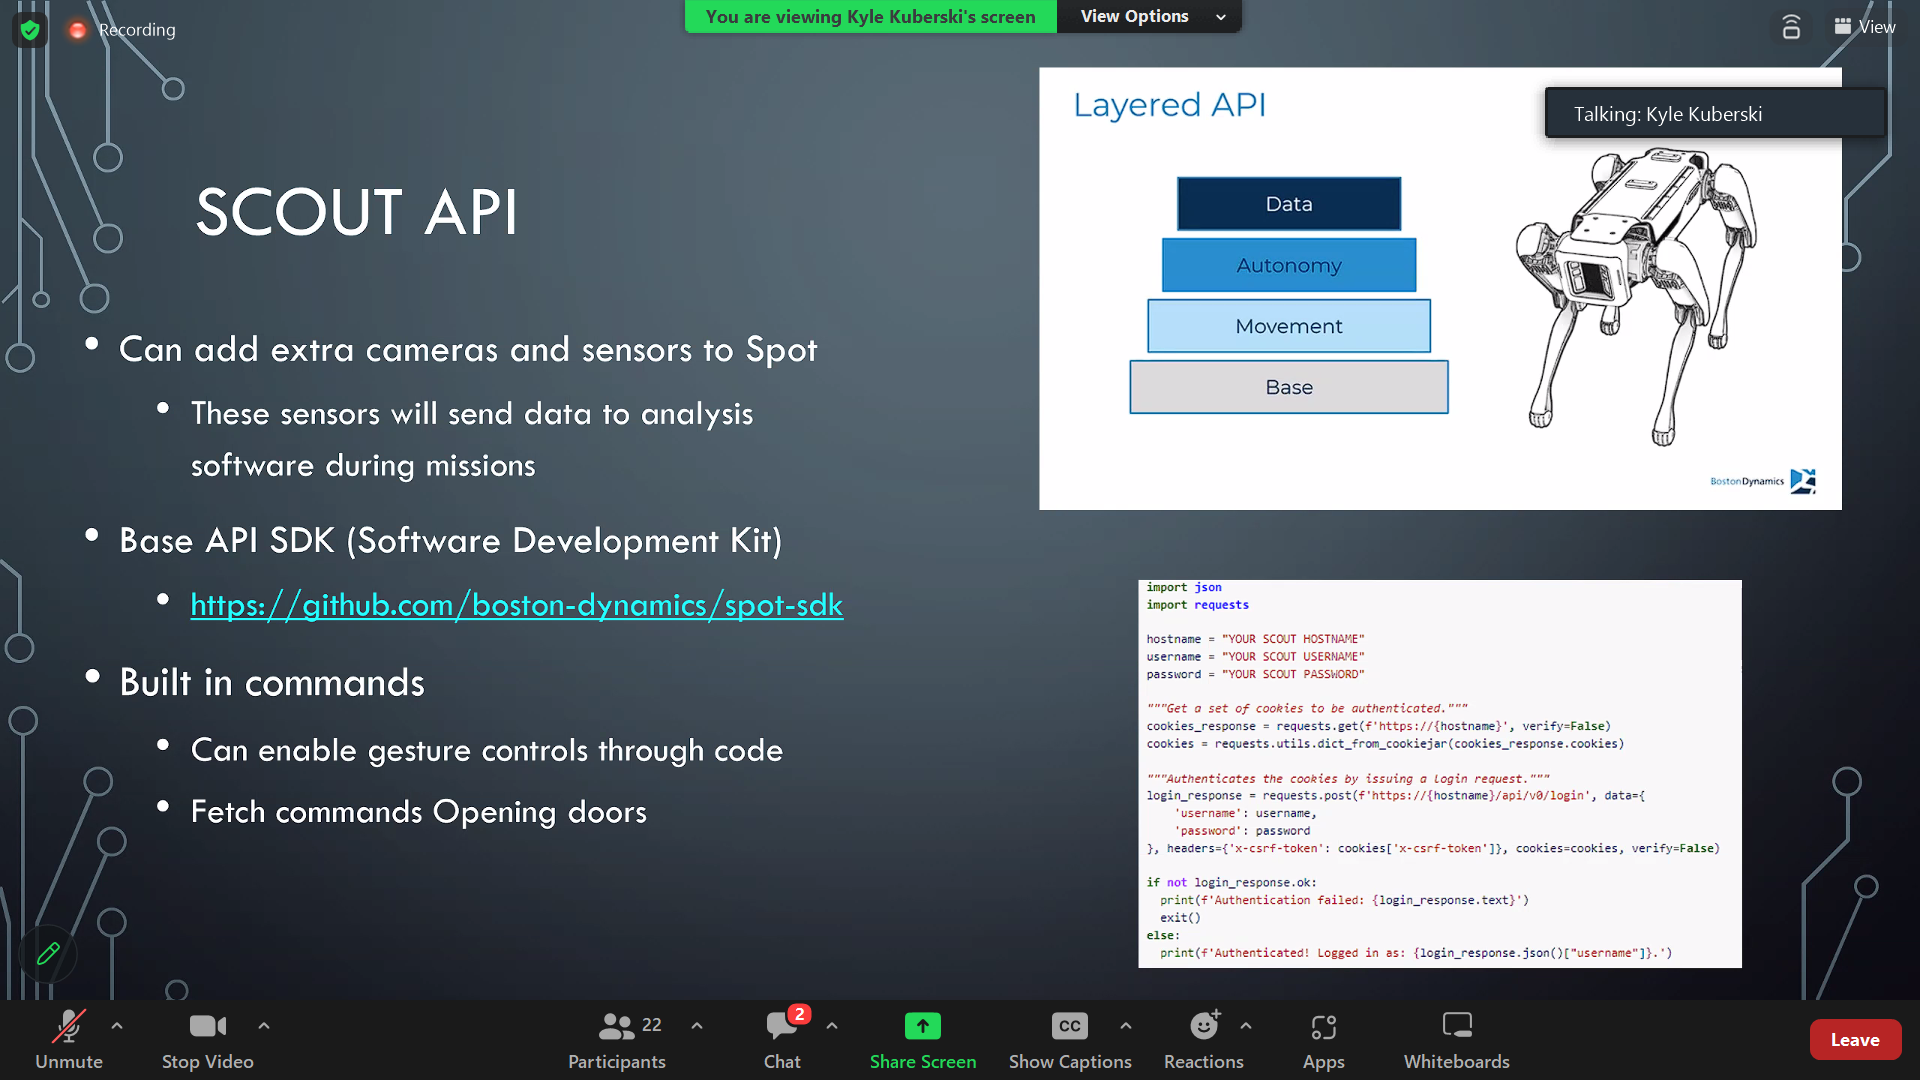 Recording
You are viewing Kyle Kuberski's screen
View Options
View
Talking: Kyle Kuberski
SCOUT API
• Can add extra cameras and sensors to Spot
• These sensors will send data to analysis
software during missions
• Base API SDK (Software Development Kit)
• https://github.com/boston-dynamics/spot-sdk
• Built in commands
• Can enable gesture controls through code
• Fetch commands Opening doors
Layered API
Data
Autonomy
Movement
Base
BostonDynamics
import json
import requests
hostname = "YOUR SCOUT HOSTNAME"
username = "YOUR SCOUT USERNAME"
password = "YOUR SCOUT PASSWORD"
"""Get a set of cookies to be authenticated."""
cookies_response = requests.get(f'https://{hostname}', verify=False)
cookies = requests.utils.dict_from_cookiejar(cookies_response.cookies)
"""Authenticates the cookies by issuing a login request."""
login_response = requests.post(f'https://{hostname}/api/v0/login', data={
'username': username,
'password': password
}, headers={'x-csrf-token': cookies['x-csrf-token']}, cookies=cookies, verify=False)
if not login_response.ok:
print(f'Authentication failed: {login_response.text}')
exit()
else:
print(f'Authenticated! Logged in as: {login_response.json()["username"]}.')
Unmute
Stop Video
22
Participants
2
Chat
Share Screen
CC
Show Captions
Reactions
Apps
Whiteboards
Leave